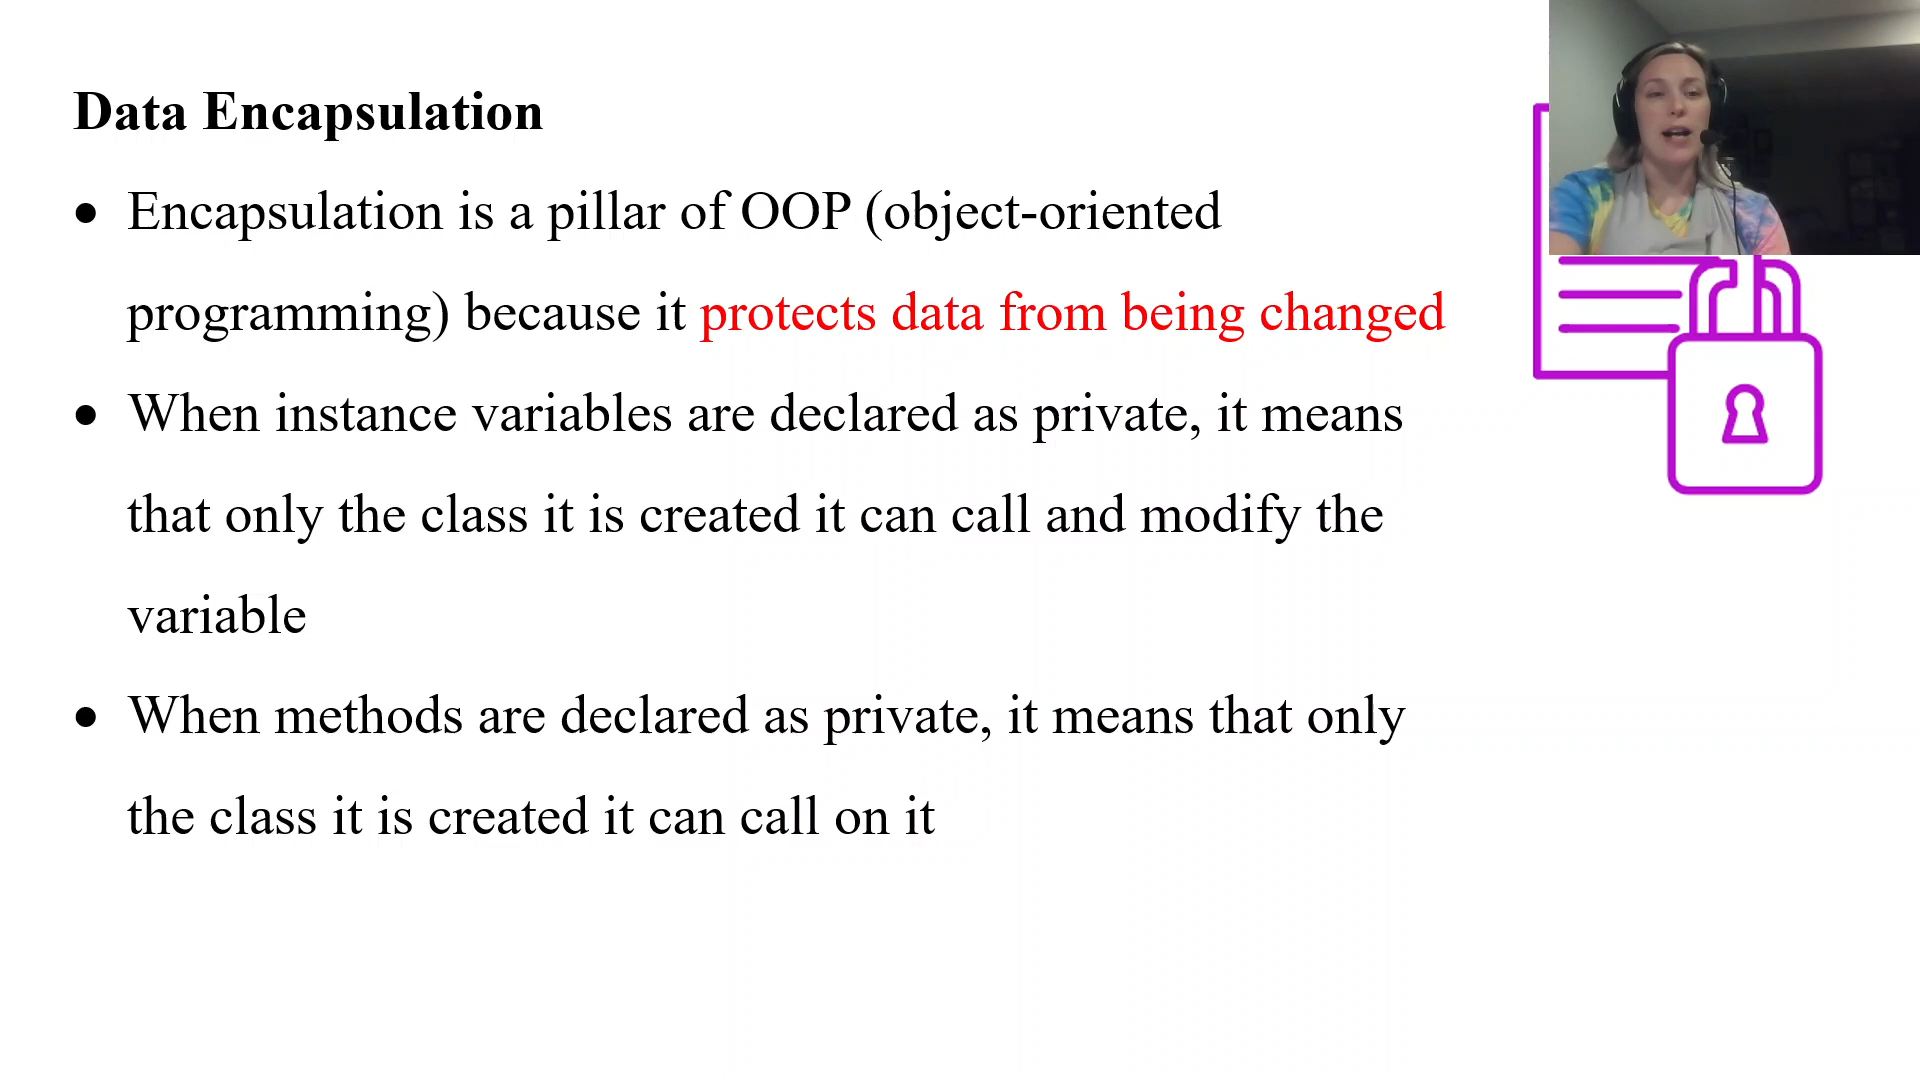 Data Encapsulation
• Encapsulation is a pillar of OOP (object-oriented
programming) because it protects data from being changed
• When instance variables are declared as private, it means
that only the class it is created it can call and modify the
variable
• When methods are declared as private, it means that only
the class it is created it can call on it